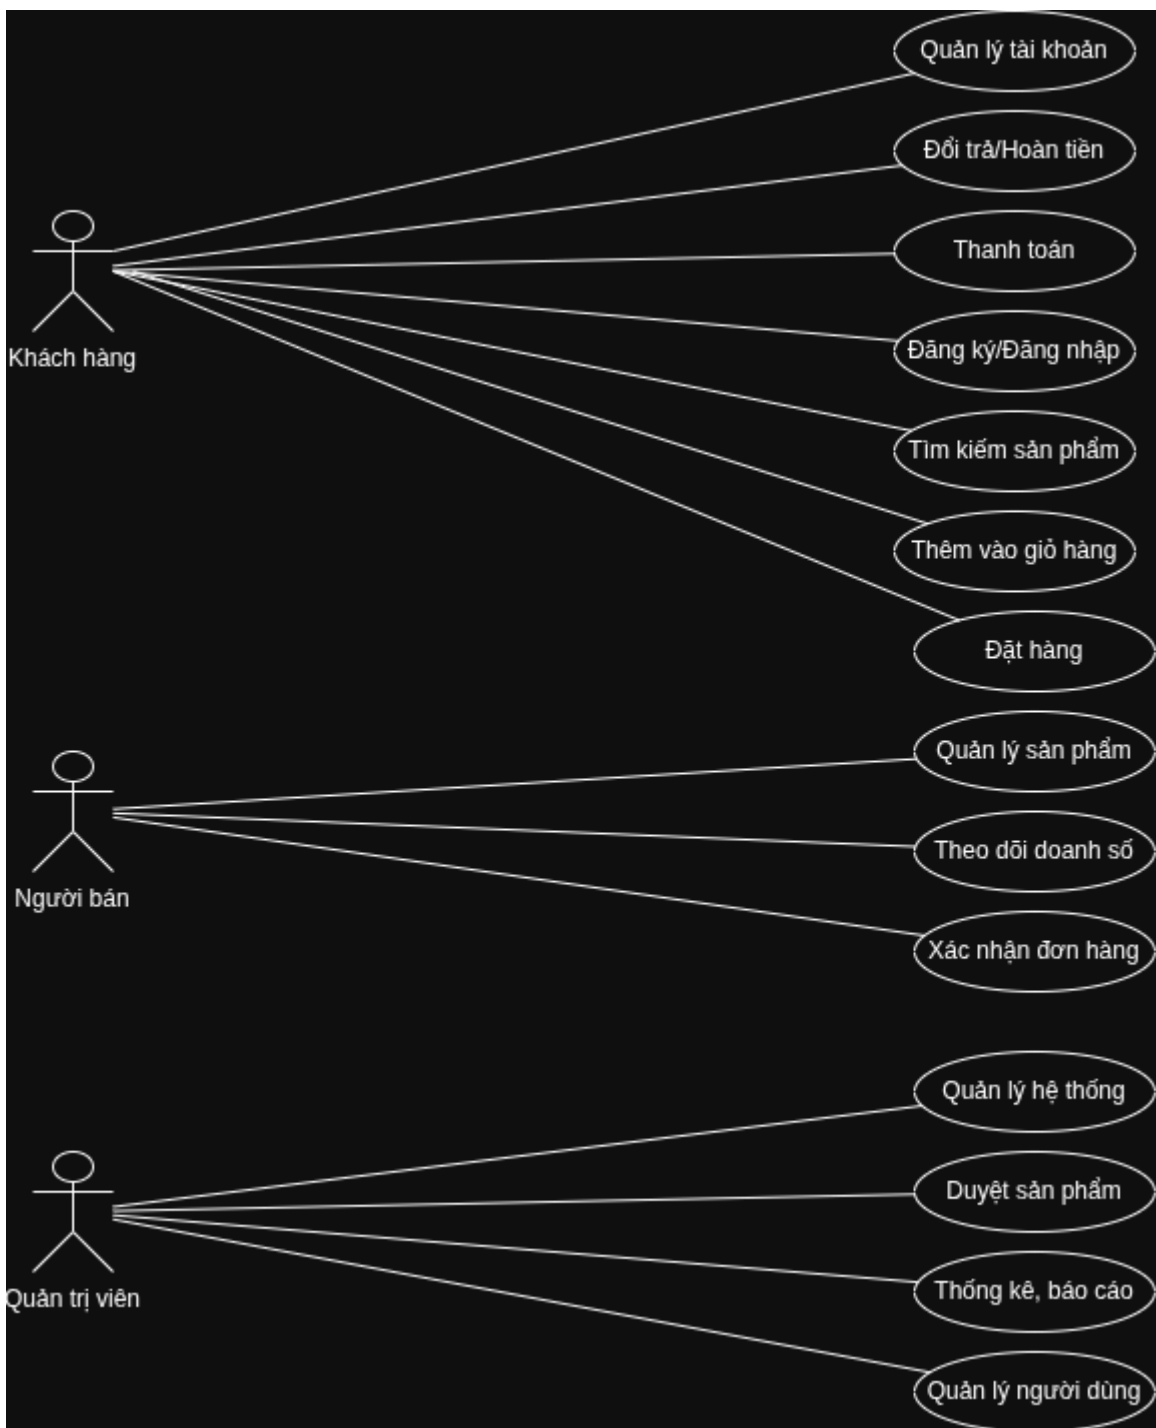 Quản lý tài khoản
Đổi trả/Hoàn tiền
Thanh toán
Khách hàng
Đăng ký/Đăng nhập
Tìm kiếm sản phẩm
Thêm vào giỏ hàng
Đặt hàng
Quản lý sản phẩm
Theo dõi doanh số
Người bán
Xác nhận đơn hàng
Quản lý hệ thống
Duyệt sản phẩm
Quản trị viên
Thống kê, báo cáo
Quản lý người dùng